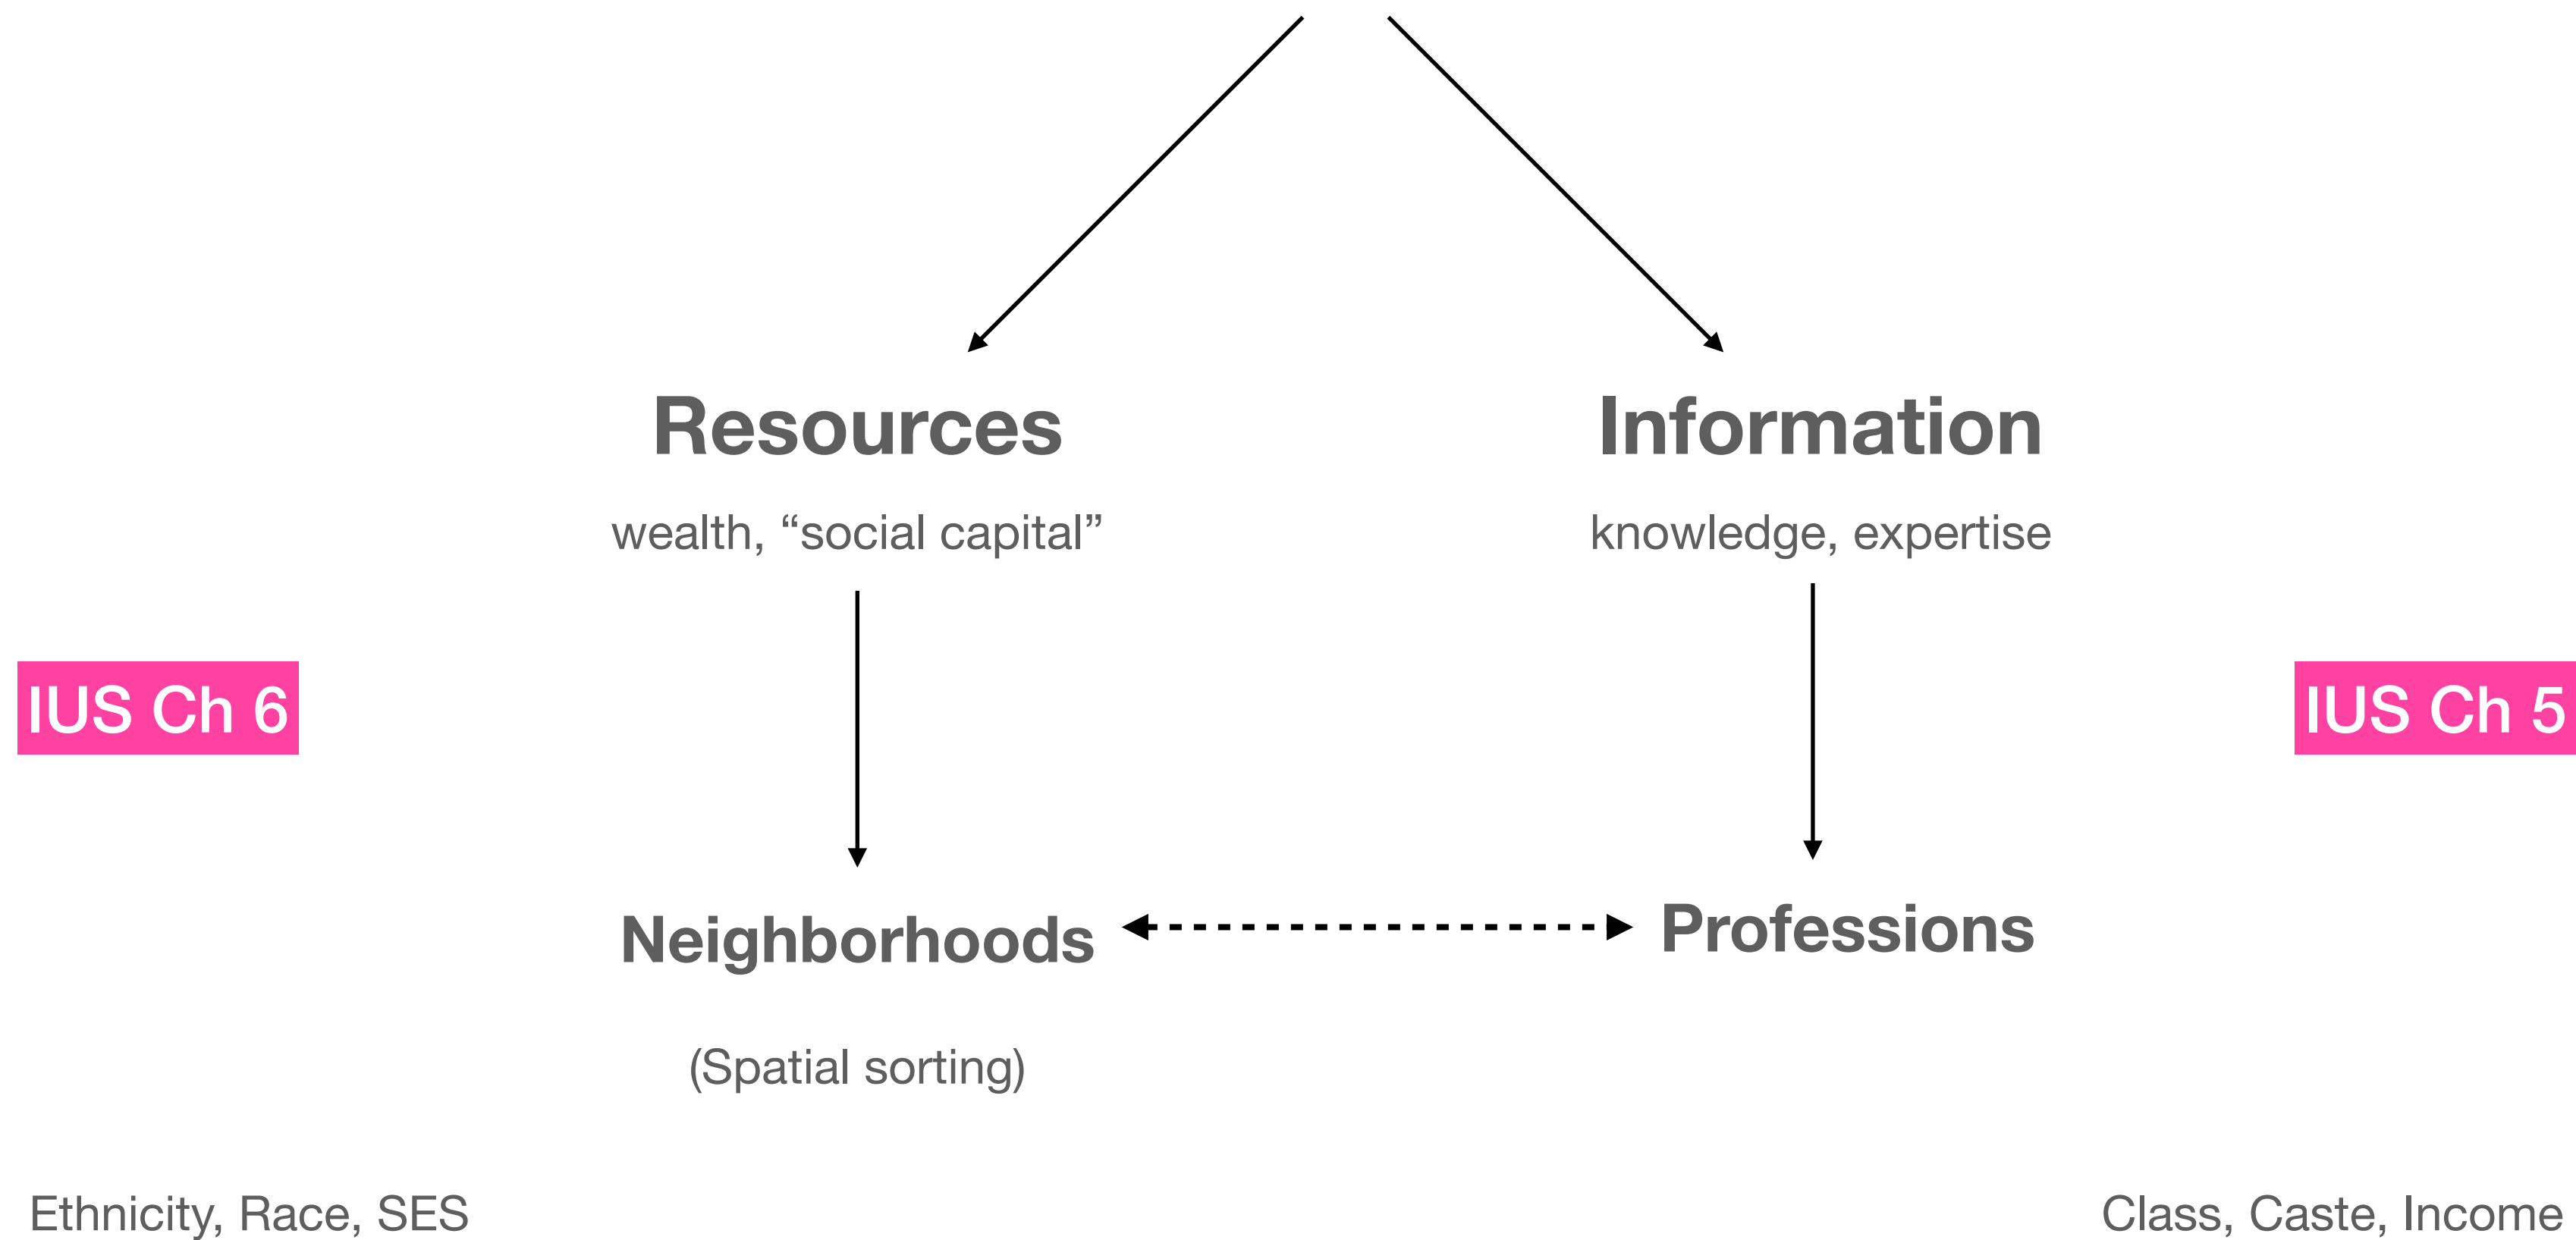 Resources
wealth, “social capital”
Information
knowledge, expertise
IUS Ch 6
IUS Ch 5
Neighborhoods
(Spatial sorting)
Professions
Ethnicity, Race, SES
Class, Caste, Income